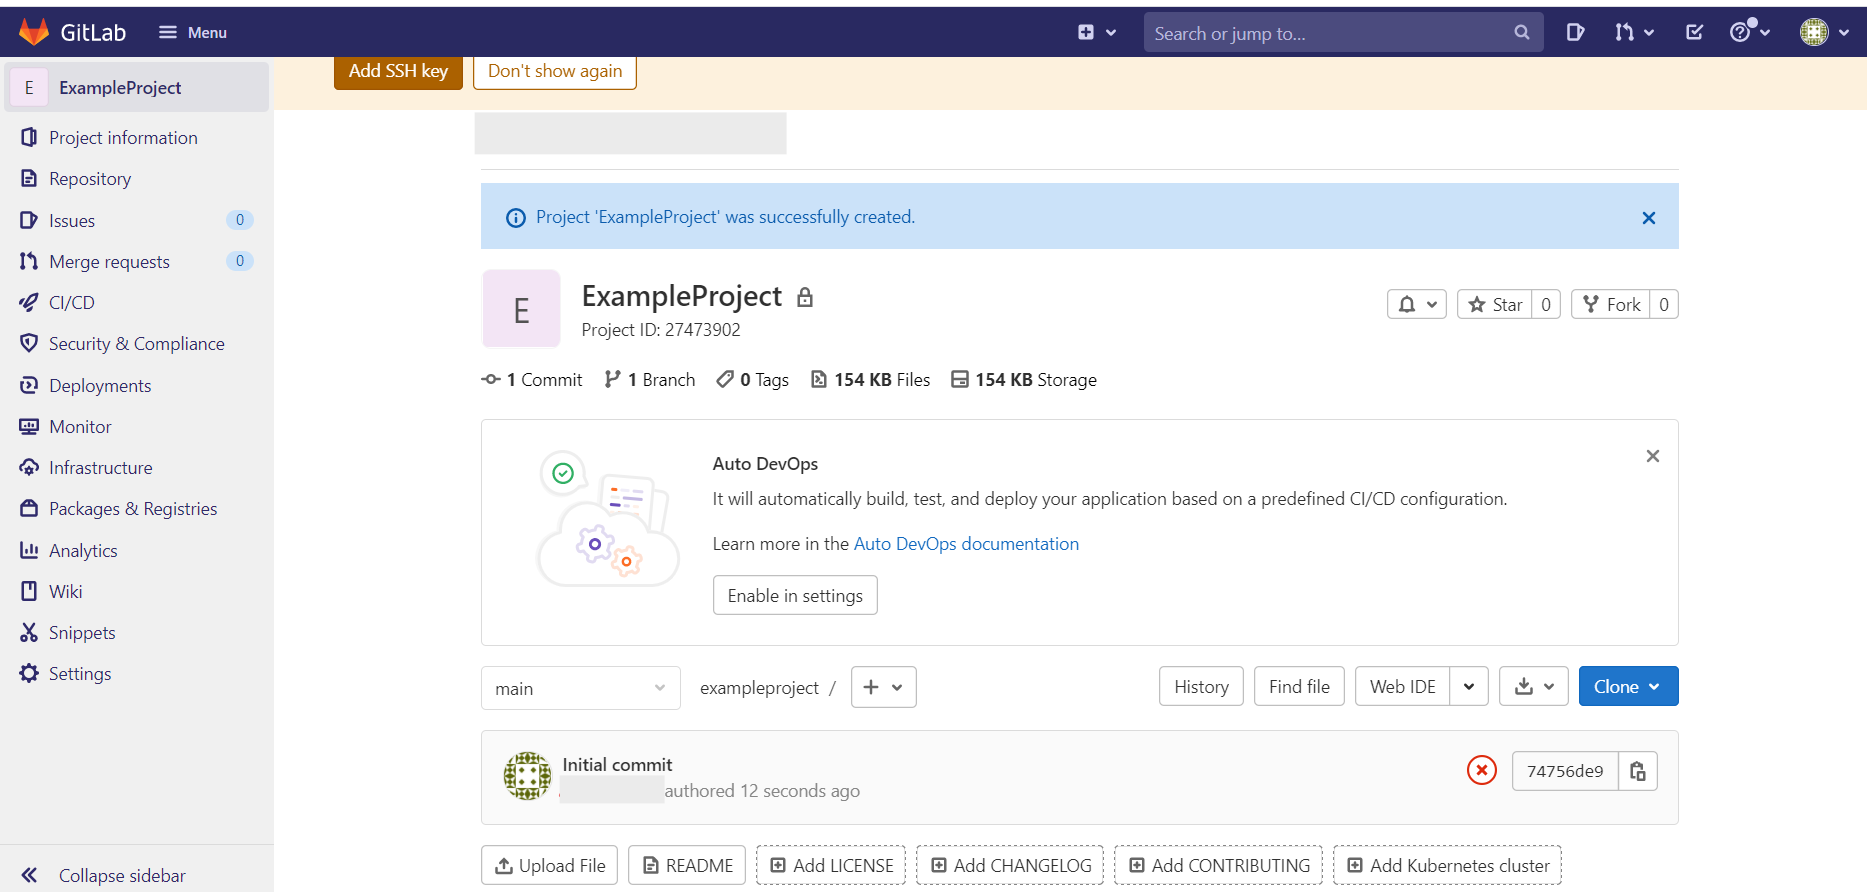 GitLab Menu Search or jump to...
Add SSH key Don't show again
E ExampleProject
Project information
Repository
Issues 0
Merge requests 0
CI/CD
Security & Compliance
Deployments
Monitor
Infrastructure
Packages & Registries
Analytics
Wiki
Snippets
Settings
Collapse sidebar
Project 'ExampleProject' was successfully created.
E
ExampleProject
Project ID: 27473902
Star 0 Fork 0
1 Commit 1 Branch 0 Tags 154 KB Files 154 KB Storage
Auto DevOps
It will automatically build, test, and deploy your application based on a predefined CI/CD configuration.
Learn more in the Auto DevOps documentation
Enable in settings
main exampleproject / History Find file Web IDE Clone
Initial commit
authored 12 seconds ago
74756de9
Upload File README Add LICENSE Add CHANGELOG Add CONTRIBUTING Add Kubernetes cluster